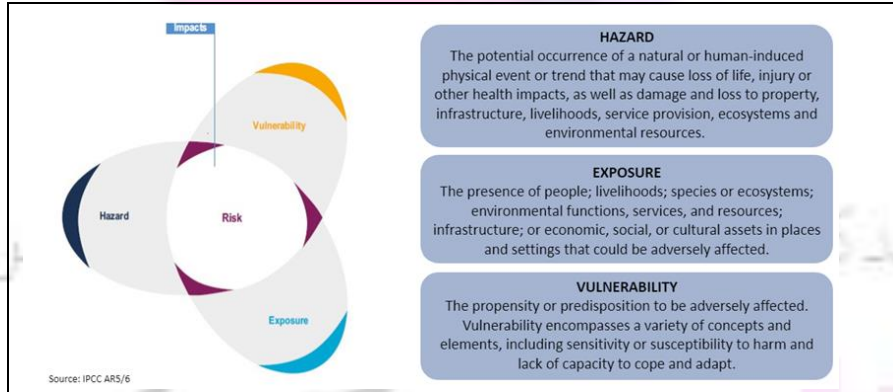 Impacts
Vulnerability
Hazard
Risk
Exposure
Source: IPCC AR5/6
HAZARD
The potential occurrence of a natural or human-induced
physical event or trend that may cause loss of life, injury or
other health impacts, as well as damage and loss to property,
infrastructure, livelihoods, service provision, ecosystems and
environmental resources.
EXPOSURE
The presence of people; livelihoods; species or ecosystems;
environmental functions, services, and resources;
infrastructure; or economic, social, or cultural assets in places
and settings that could be adversely affected.
VULNERABILITY
The propensity or predisposition to be adversely affected.
Vulnerability encompasses a variety of concepts and
elements, including sensitivity or susceptibility to harm and
lack of capacity to cope and adapt.